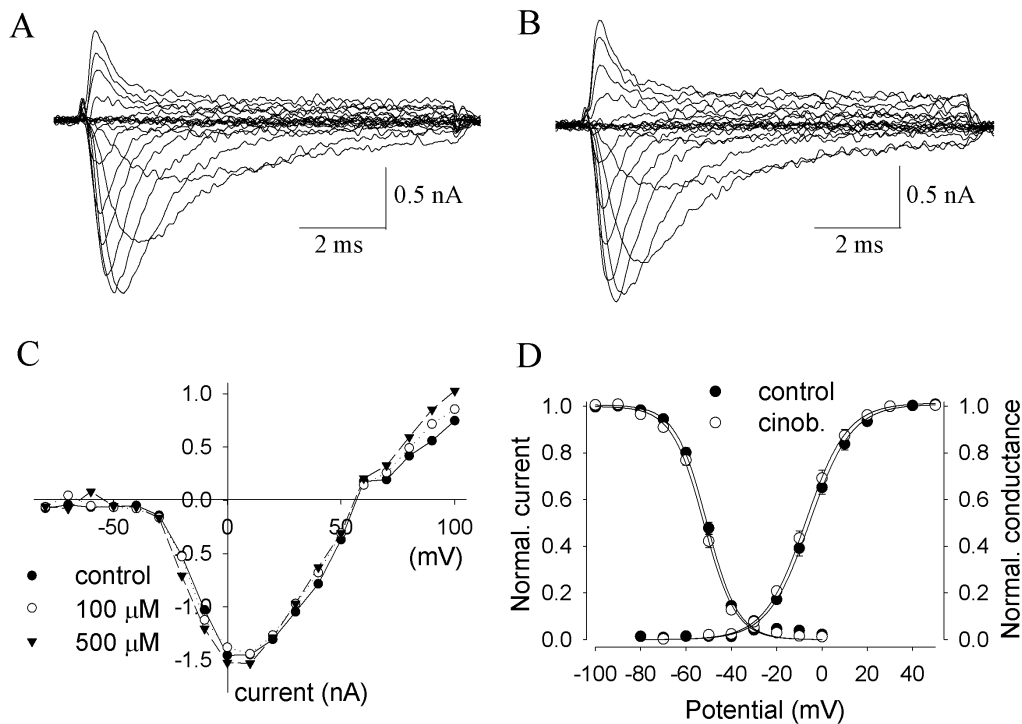 A
B
0.5 nA
2 ms
0.5 nA
2 ms
C
1.0
0.5
0.0
-50
0
50
100
(mV)
-0.5
-1.0
-1.5
control
100 µM
500 µM
current (nA)
D
control
cinob.
1.0
0.8
0.6
0.4
0.2
0.0
Normal. current
1.0
0.8
0.6
0.4
0.2
0.0
Normal. conductance
-100 -80 -60 -40 -20 0 20 40
Potential (mV)